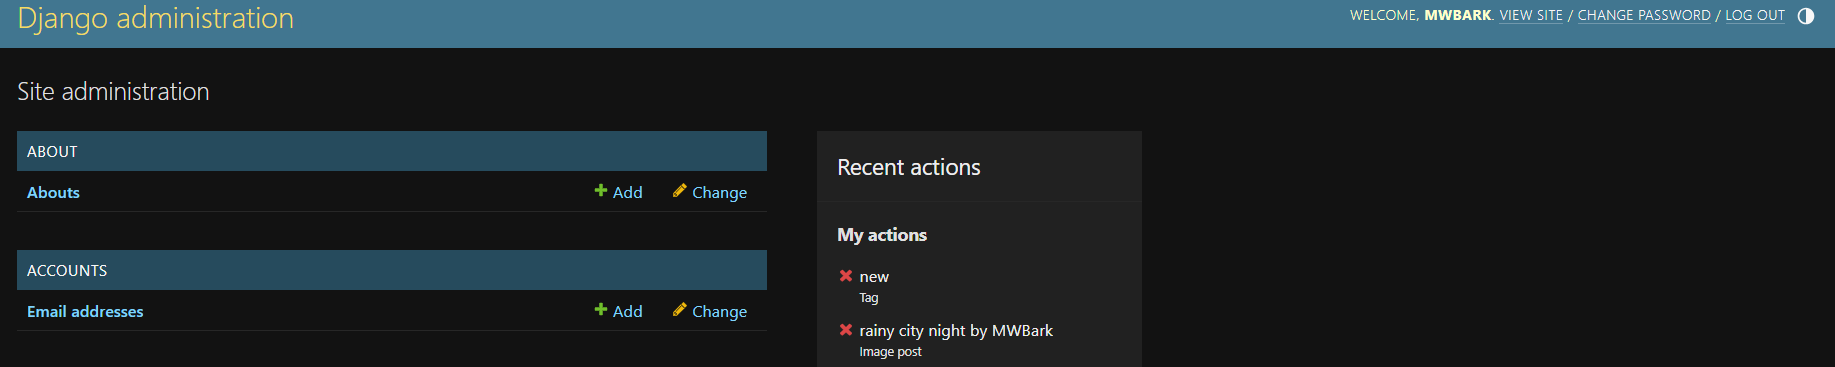 Django administration
WELCOME, MWBARK. VIEW SITE / CHANGE PASSWORD / LOG OUT
Site administration
ABOUT
Abouts Add Change
ACCOUNTS
Email addresses Add Change
Recent actions
My actions
new
Tag
rainy city night by MWBark
Image post